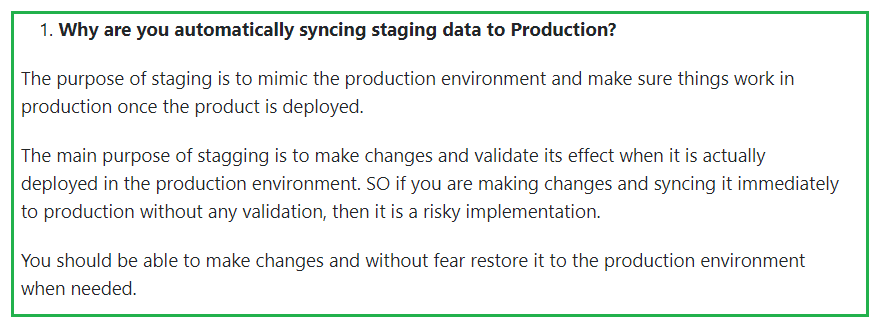 1. Why are you automatically syncing staging data to Production?
The purpose of staging is to mimic the production environment and make sure things work in
production once the product is deployed.
The main purpose of stagging is to make changes and validate its effect when it is actually
deployed in the production environment. SO if you are making changes and syncing it immediately
to production without any validation, then it is a risky implementation.
You should be able to make changes and without fear restore it to the production environment
when needed.